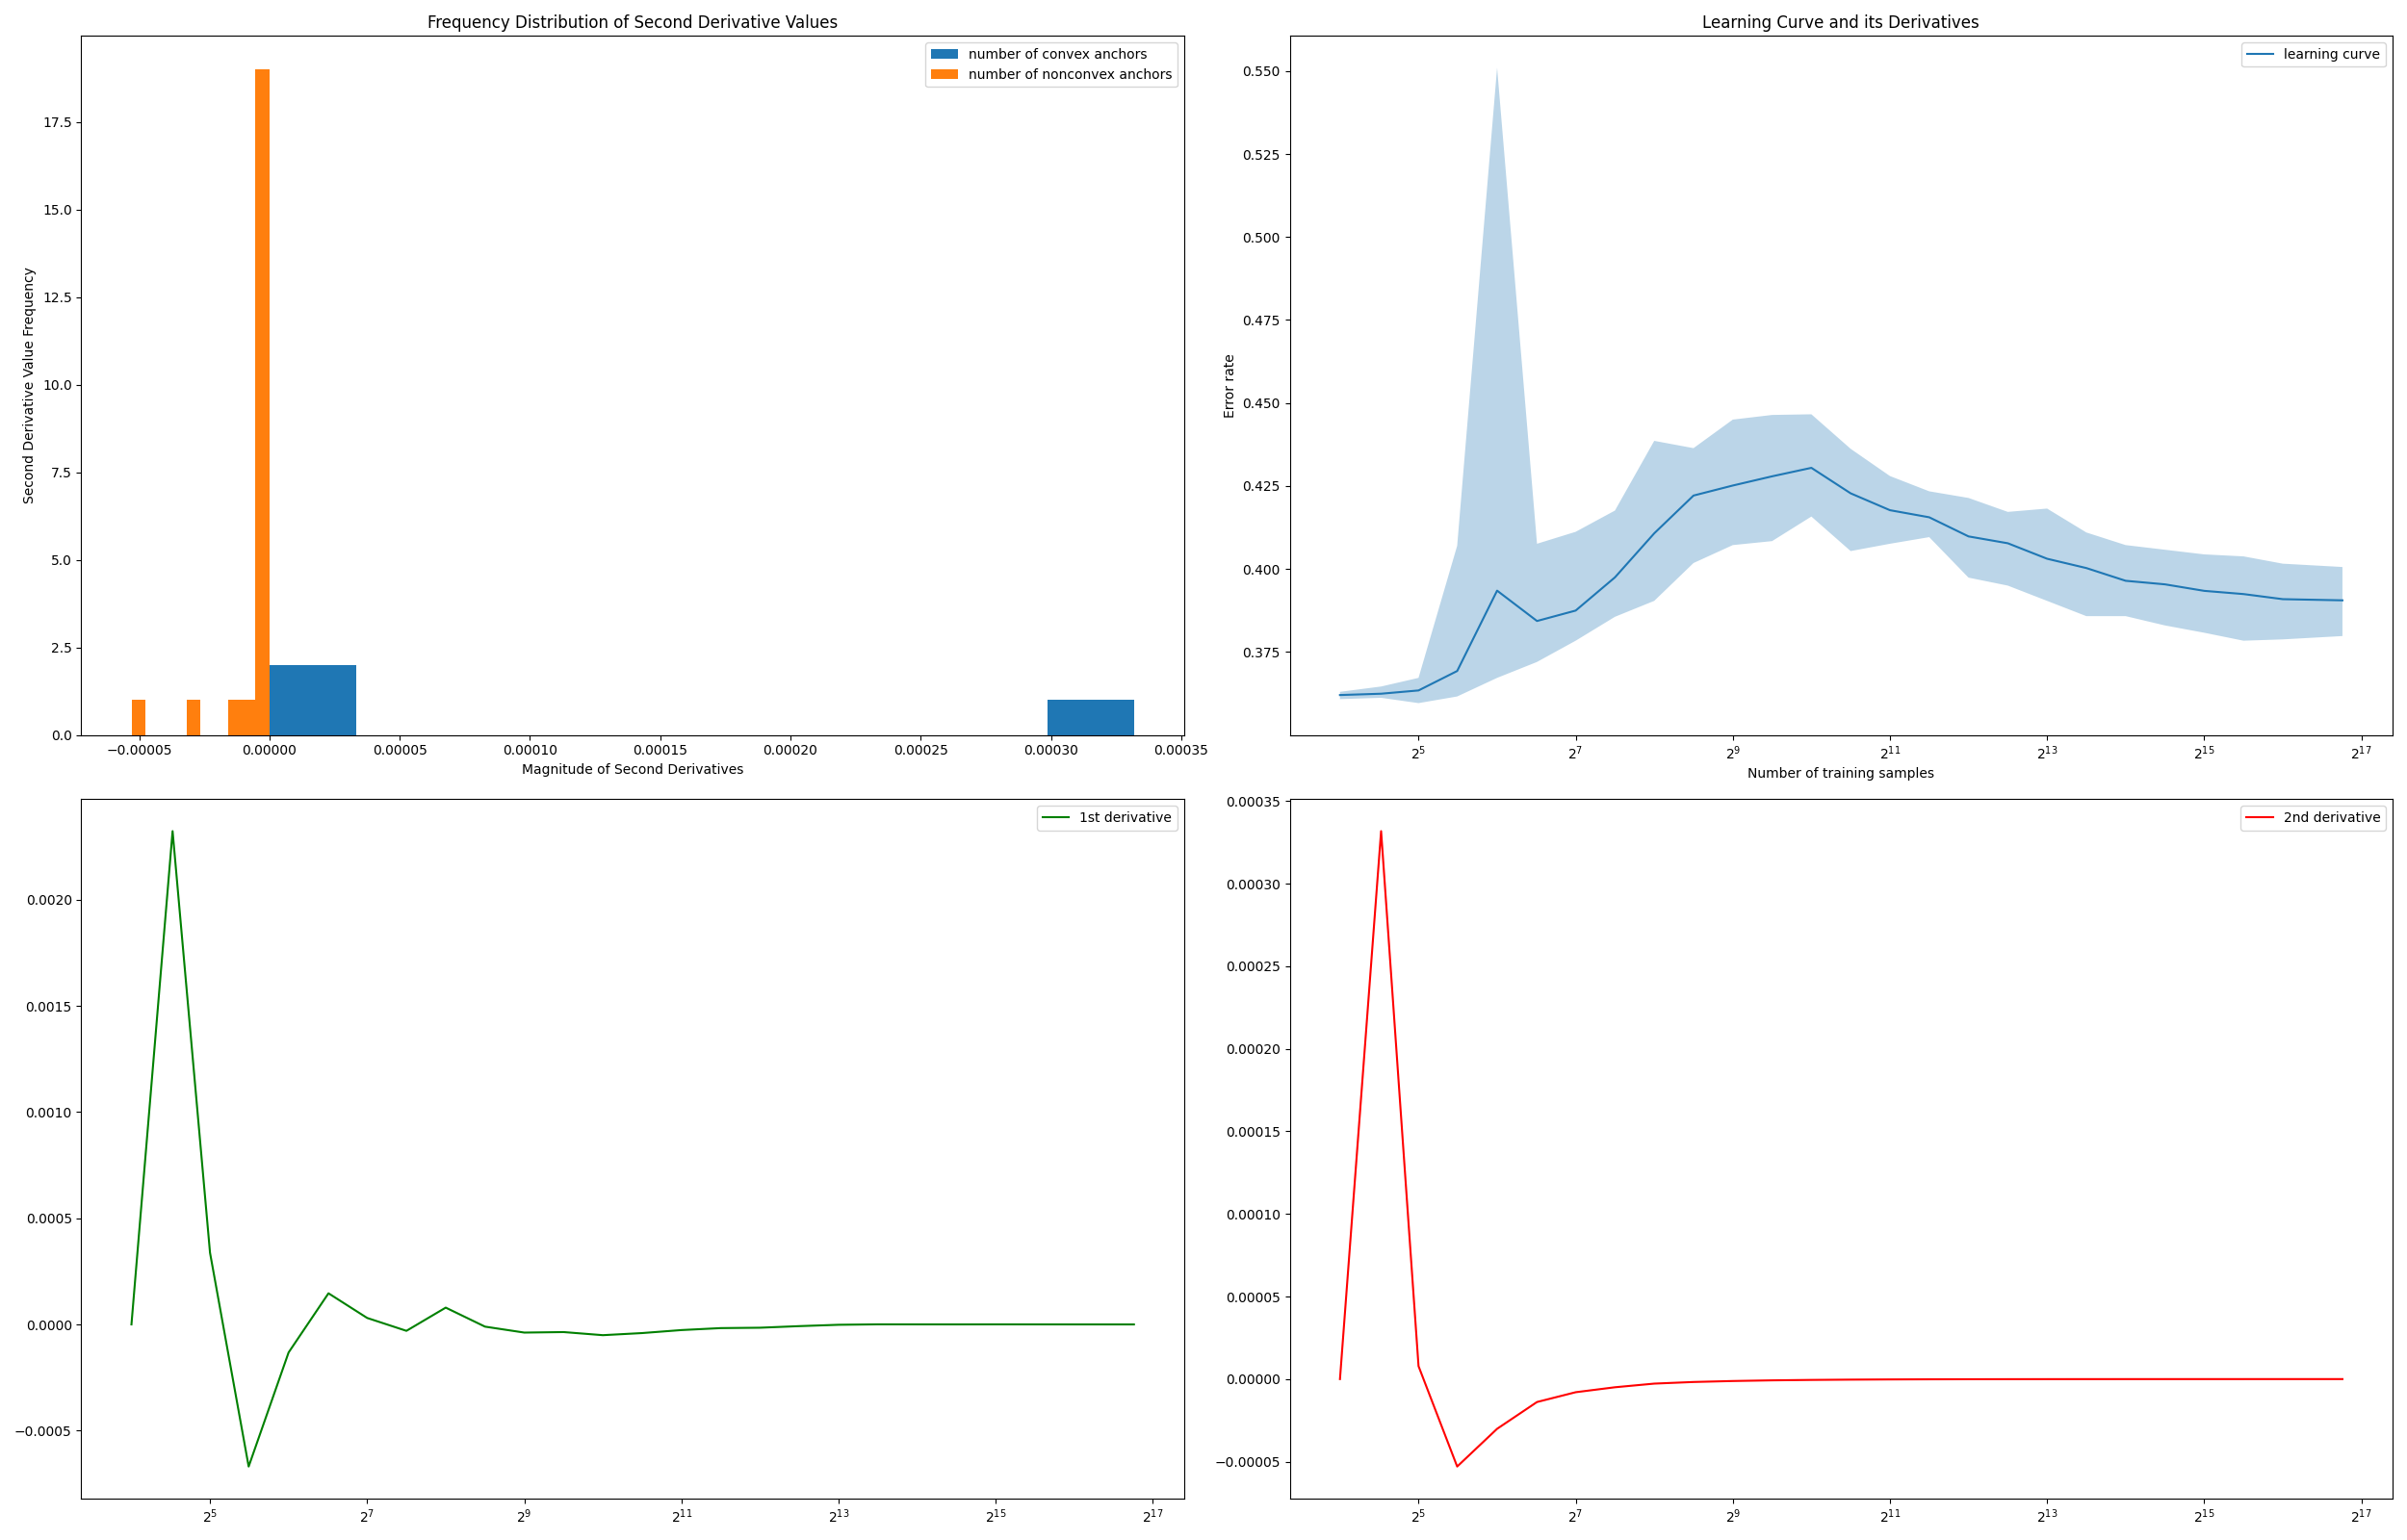 Frequency Distribution of Second Derivative Values
number of convex anchors
number of nonconvex anchors
17.5
15.0
12.5
10.0
7.5
5.0
2.5
0.0
Second Derivative Value Frequency
−0.00005 0.00000 0.00005 0.00010 0.00015 0.00020 0.00025 0.00030 0.00035
Magnitude of Second Derivatives
Learning Curve and its Derivatives
learning curve
0.550
0.525
0.500
0.475
0.450
0.425
0.400
0.375
Error rate
2^5 2^7 2^9 2^11 2^13 2^15 2^17
Number of training samples
1st derivative
0.0020
0.0015
0.0010
0.0005
0.0000
−0.0005
2^5 2^7 2^9 2^11 2^13 2^15 2^17
2nd derivative
0.00035
0.00030
0.00025
0.00020
0.00015
0.00010
0.00005
0.00000
−0.00005
2^5 2^7 2^9 2^11 2^13 2^15 2^17